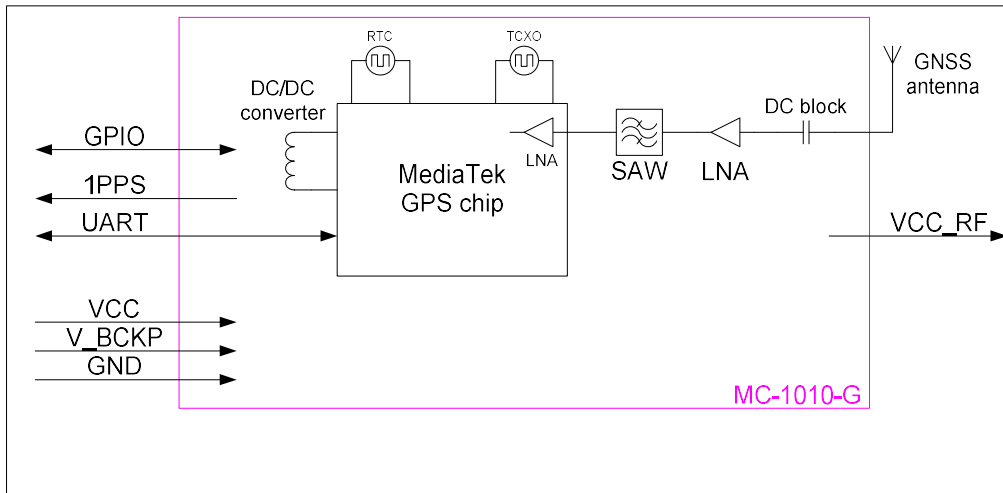 RTC
TCXO
DC/DC
converter
GNSS
antenna
DC block
GPIO
LNA
SAW
LNA
MediaTek
GPS chip
1PPS
UART
VCC_RF
VCC
V_BCKP
GND
MC-1010-G